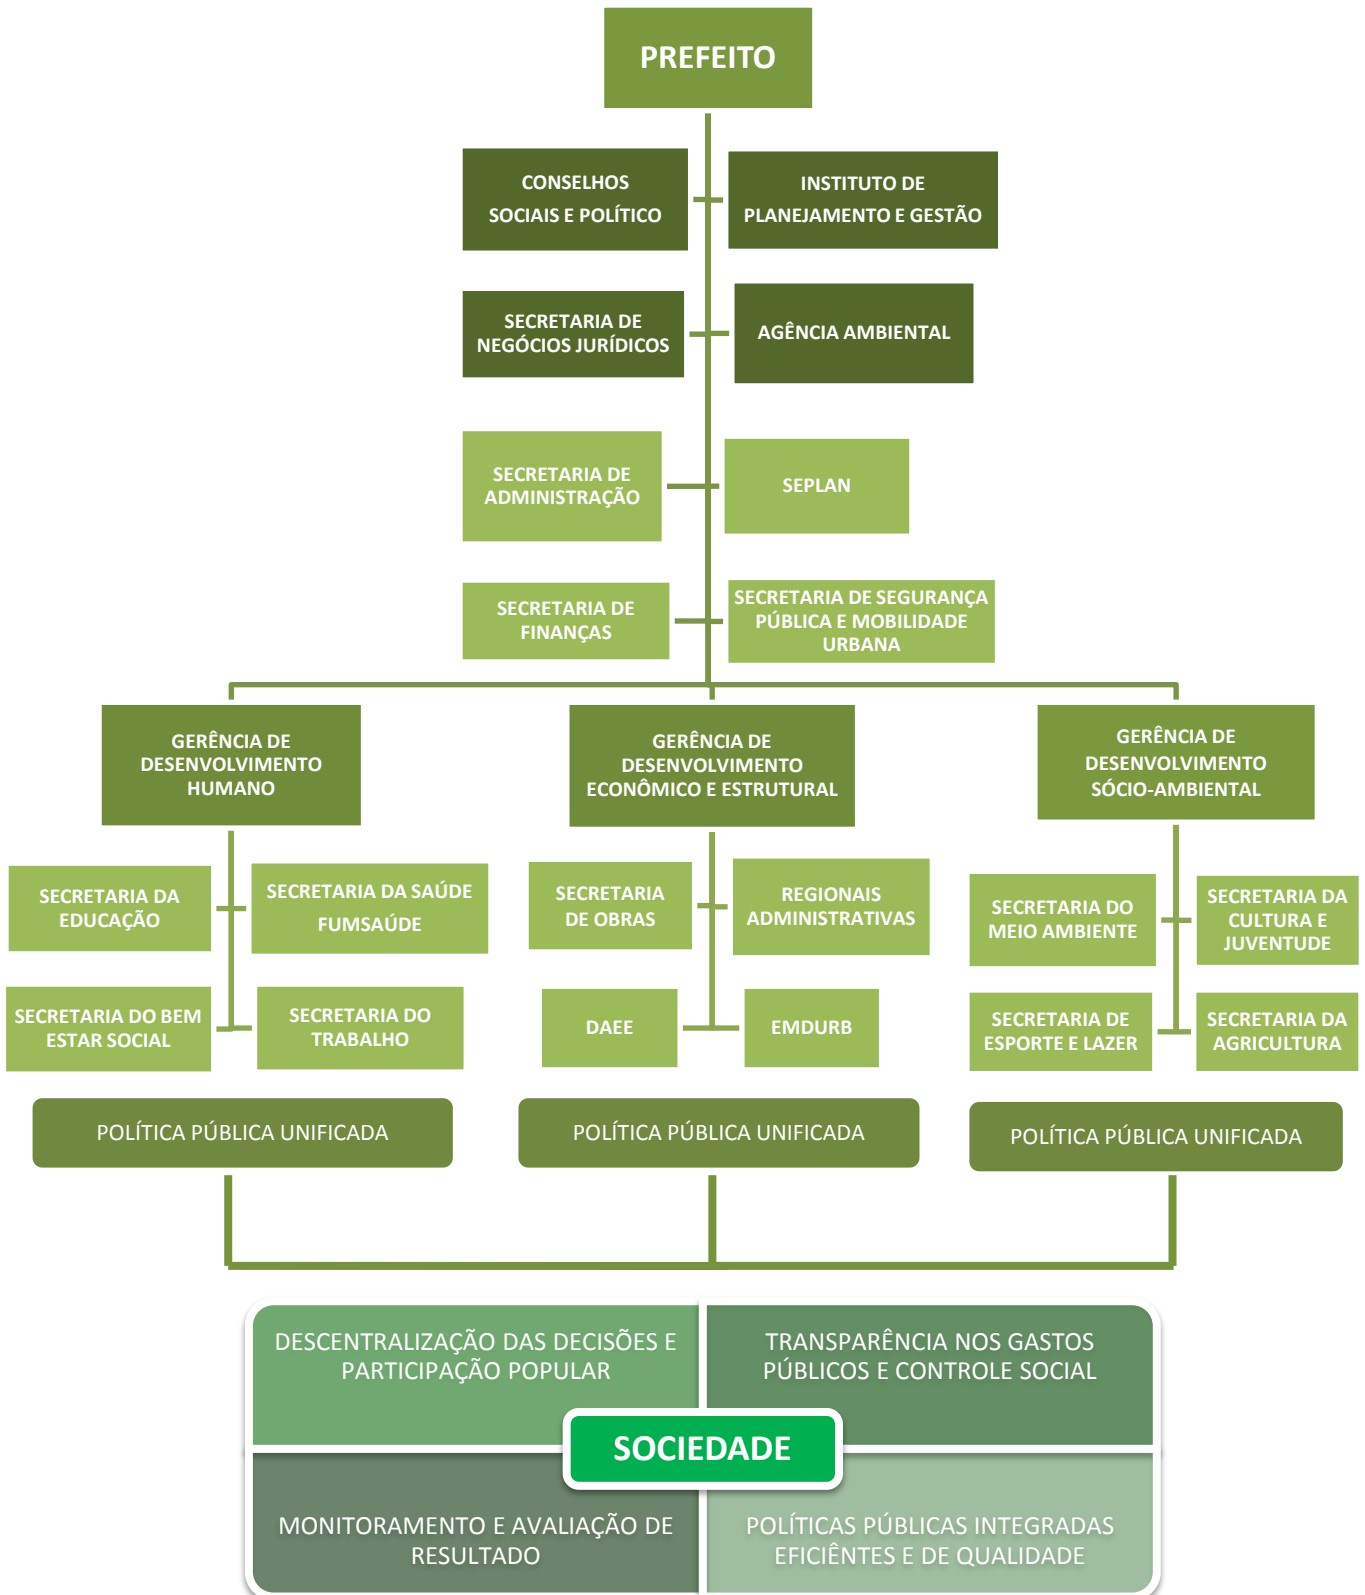 PREFEITO
CONSELHOS
SOCIAIS E POLÍTICO
INSTITUTO DE
PLANEJAMENTO E GESTÃO
SECRETARIA DE
NEGÓCIOS JURÍDICOS
AGÊNCIA AMBIENTAL
SECRETARIA DE
ADMINISTRAÇÃO
SEPLAN
SECRETARIA DE
FINANÇAS
SECRETARIA DE SEGURANÇA
PÚBLICA E MOBILIDADE
URBANA
GERÊNCIA DE
DESENVOLVIMENTO
HUMANO
GERÊNCIA DE
DESENVOLVIMENTO
ECONÔMICO E ESTRUTURAL
GERÊNCIA DE
DESENVOLVIMENTO
SÓCIO-AMBIENTAL
SECRETARIA DA
EDUCAÇÃO
SECRETARIA DA SAÚDE
FUMSAÚDE
SECRETARIA
DE OBRAS
REGIONAIS
ADMINISTRATIVAS
SECRETARIA DO
MEIO AMBIENTE
SECRETARIA DA
CULTURA E
JUVENTUDE
SECRETARIA DO BEM
ESTAR SOCIAL
SECRETARIA DO
TRABALHO
DAEE
EMDURB
SECRETARIA DE
ESPORTE E LAZER
SECRETARIA DA
AGRICULTURA
POLÍTICA PÚBLICA UNIFICADA
POLÍTICA PÚBLICA UNIFICADA
POLÍTICA PÚBLICA UNIFICADA
DESCENTRALIZAÇÃO DAS DECISÕES E
PARTICIPAÇÃO POPULAR
TRANSPARÊNCIA NOS GASTOS
PÚBLICOS E CONTROLE SOCIAL
SOCIEDADE
MONITORAMENTO E AVALIAÇÃO DE
RESULTADO
POLÍTICAS PÚBLICAS INTEGRADAS
EFICIÊNTES E DE QUALIDADE